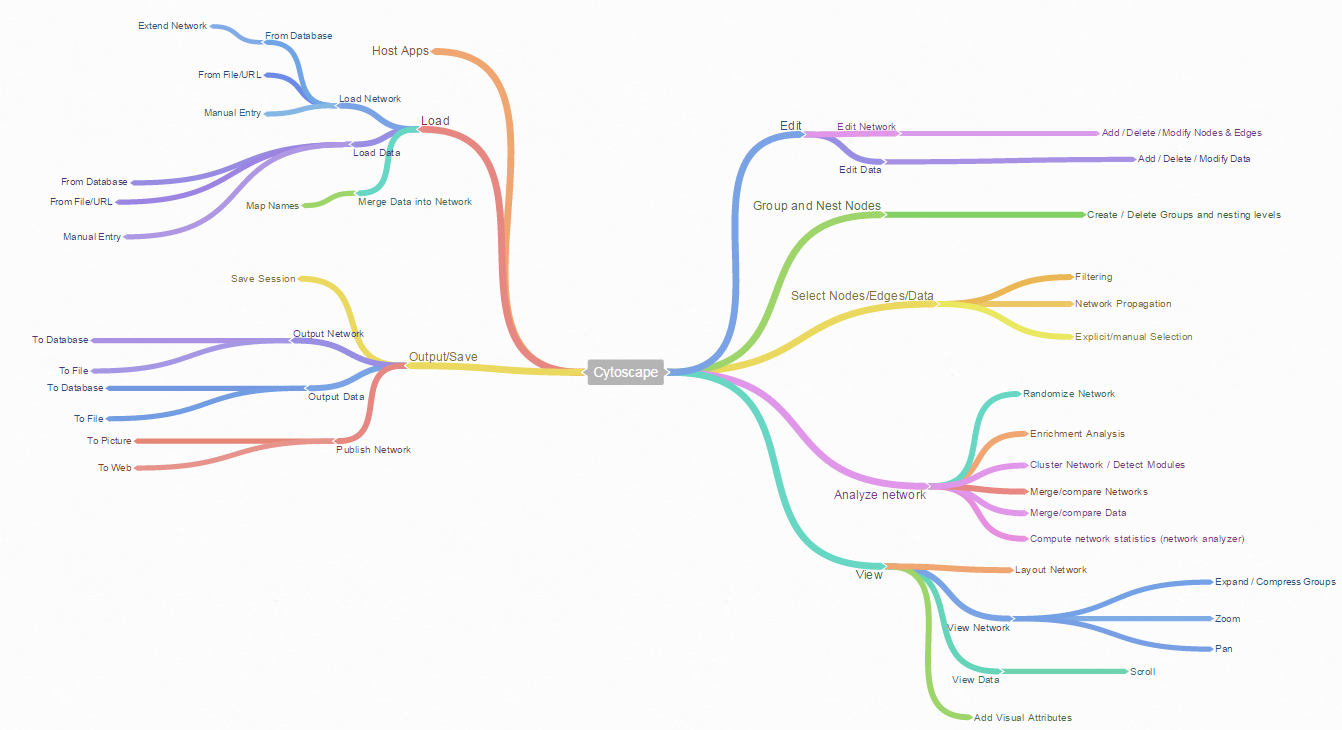 Extend Network
From Database
From File/URL
Manual Entry
Load Network
Host Apps
Load
Load Data
From Database
From File/URL
Manual Entry
Merge Data into Network
Map Names
Save Session
Output Network
To Database
To File
Output/Save
To Database
To File
Output Data
To Picture
To Web
Publish Network
Cytoscape
Edit
Edit Network
Add / Delete / Modify Nodes & Edges
Edit Data
Add / Delete / Modify Data
Group and Nest Nodes
Create / Delete Groups and nesting levels
Select Nodes/Edges/Data
Filtering
Network Propagation
Explicit/manual Selection
Analyze network
Randomize Network
Enrichment Analysis
Cluster Network / Detect Modules
Merge/compare Networks
Merge/compare Data
Compute network statistics (network analyzer)
View
Layout Network
View Network
Expand / Compress Groups
Zoom
Pan
View Data
Scroll
Add Visual Attributes